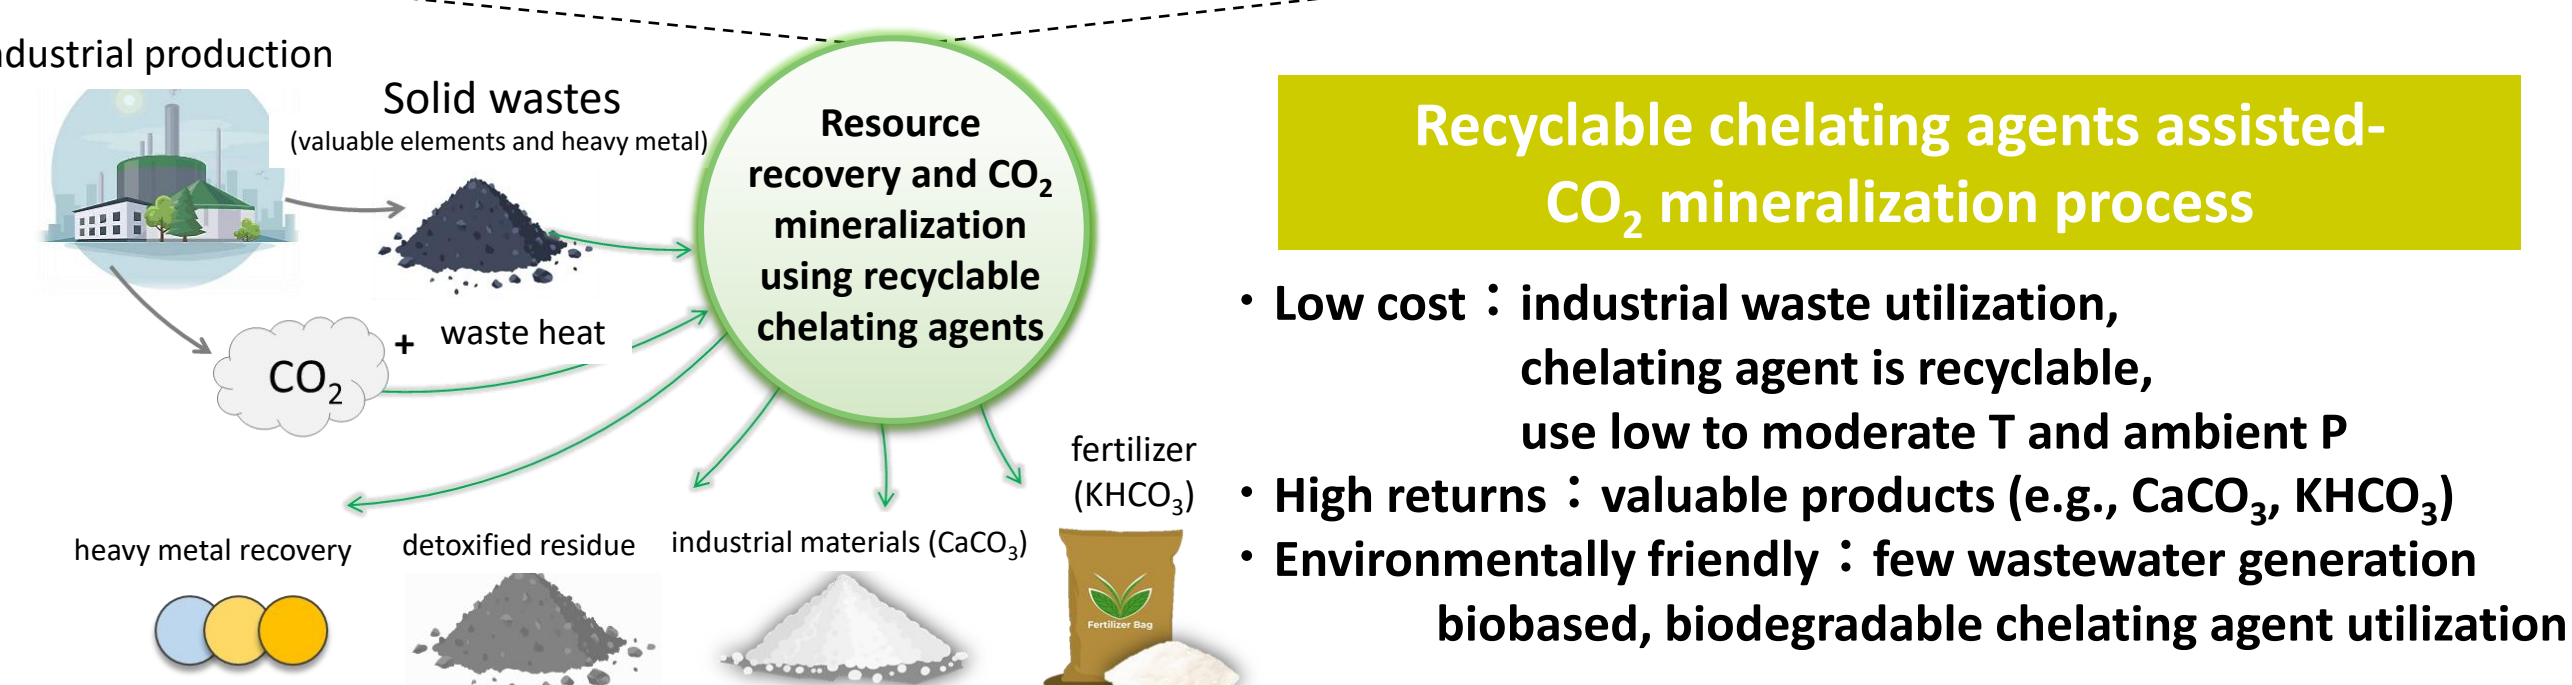 ndustrial production
Solid wastes
(valuable elements and heavy metal)
CO₂
+
waste heat
Resource
recovery and CO₂
mineralization
using recyclable
chelating agents
heavy metal recovery
detoxified residue
industrial materials (CaCO₃)
fertilizer
(KHCO₃)
Fertilizer Bag
Recyclable chelating agents assisted-
CO₂ mineralization process
・Low cost：industrial waste utilization,
chelating agent is recyclable,
use low to moderate T and ambient P
・High returns：valuable products (e.g., CaCO₃, KHCO₃)
・Environmentally friendly：few wastewater generation
biobased, biodegradable chelating agent utilization